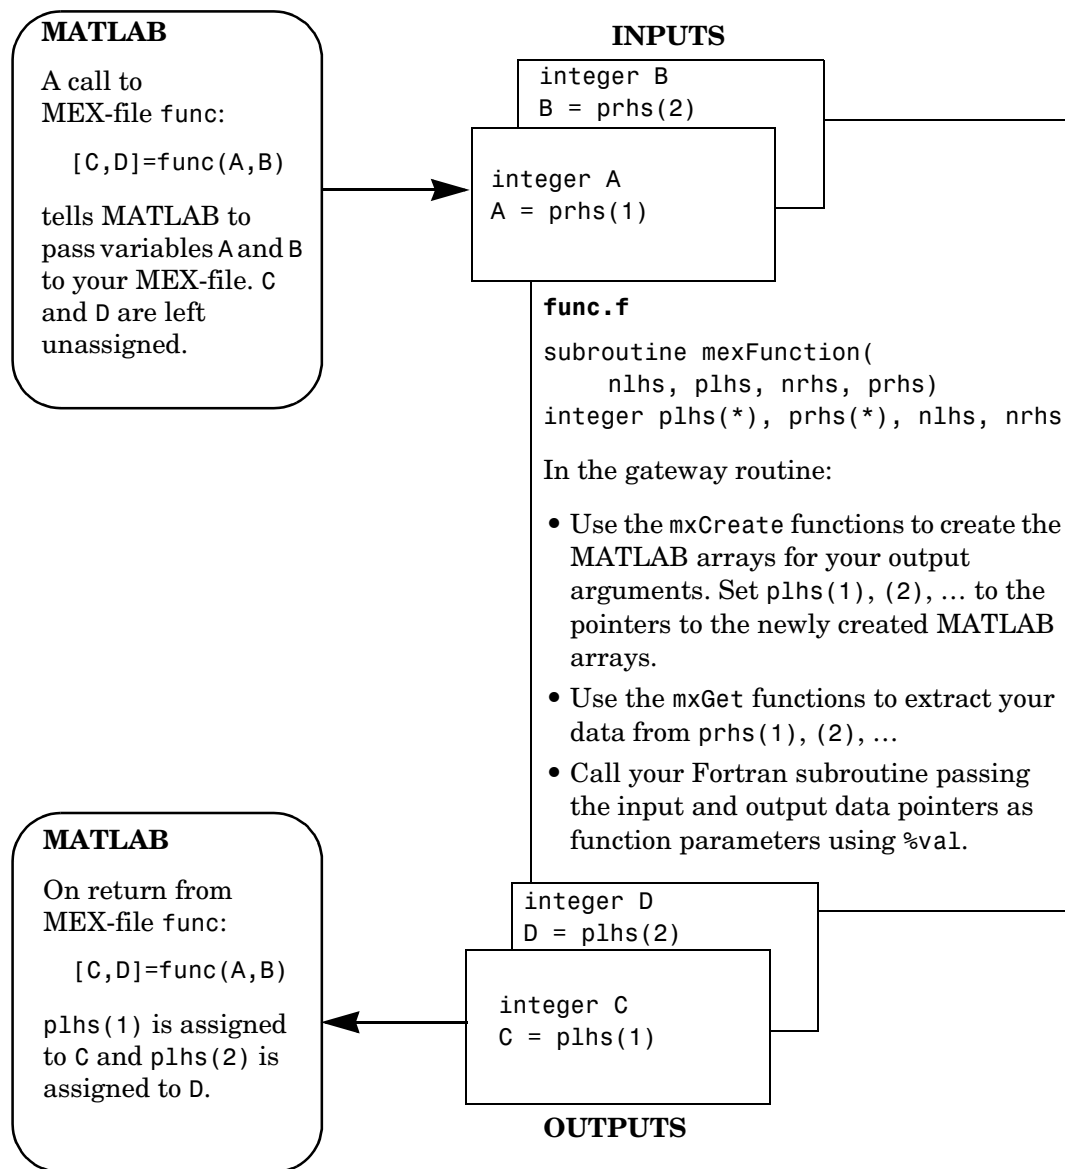 MATLAB
A call to
MEX-file func:
[C,D]=func(A,B)
tells MATLAB to
pass variables A and B
to your MEX-file. C
and D are left
unassigned.
INPUTS
integer B
B = prhs(2)
integer A
A = prhs(1)
func.f
subroutine mexFunction(
nlhs, plhs, nrhs, prhs)
integer plhs(*), prhs(*), nlhs, nrhs
In the gateway routine:
• Use the mxCreate functions to create the
MATLAB arrays for your output
arguments. Set plhs(1), (2), … to the
pointers to the newly created MATLAB
arrays.
• Use the mxGet functions to extract your
data from prhs(1), (2), …
• Call your Fortran subroutine passing
the input and output data pointers as
function parameters using %val.
MATLAB
On return from
MEX-file func:
[C,D]=func(A,B)
plhs(1) is assigned
to C and plhs(2) is
assigned to D.
integer D
D = plhs(2)
integer C
C = plhs(1)
OUTPUTS